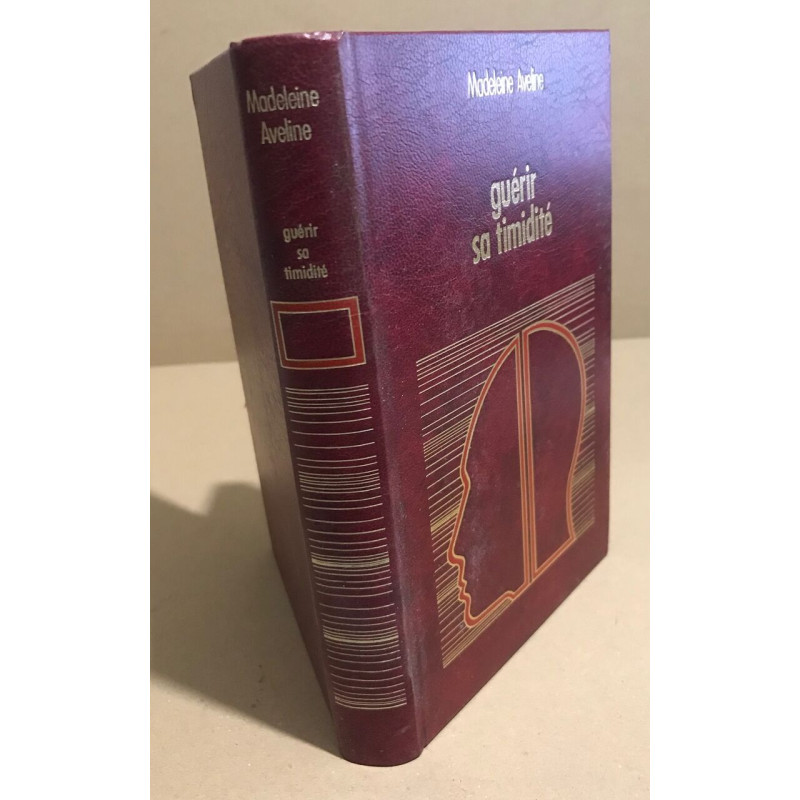 Madeleine
Aveline
guérir
sa
timidité
Madeleine Aveline
guérir
sa timidité